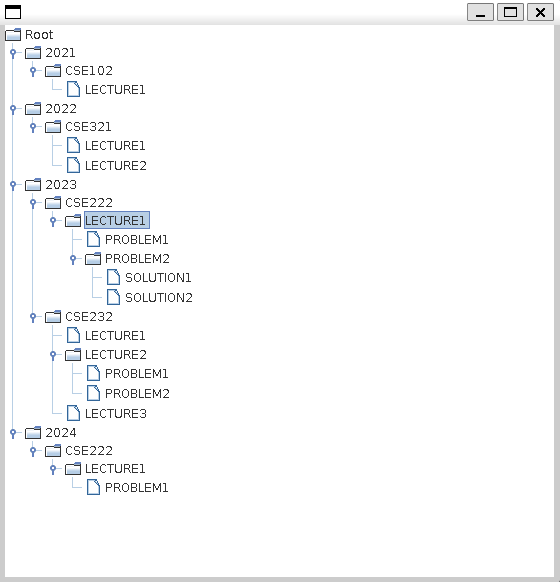 Root
2021
CSE102
LECTURE1
2022
CSE321
LECTURE1
LECTURE2
2023
CSE222
LECTURE1
PROBLEM1
PROBLEM2
SOLUTION1
SOLUTION2
CSE232
LECTURE1
LECTURE2
PROBLEM1
PROBLEM2
LECTURE3
2024
CSE222
LECTURE1
PROBLEM1